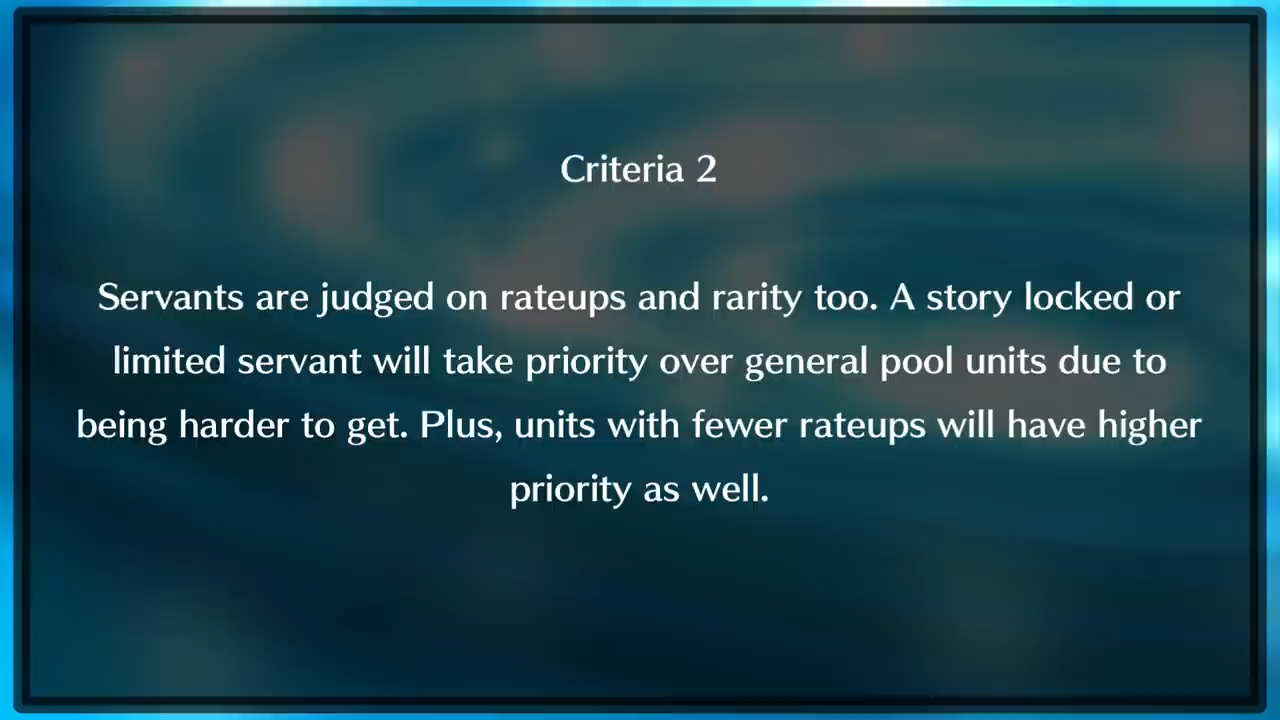 Criteria 2
Servants are judged on rateups and rarity too. A story locked or
limited servant will take priority over general pool units due to
being harder to get. Plus, units with fewer rateups will have higher
priority as well.